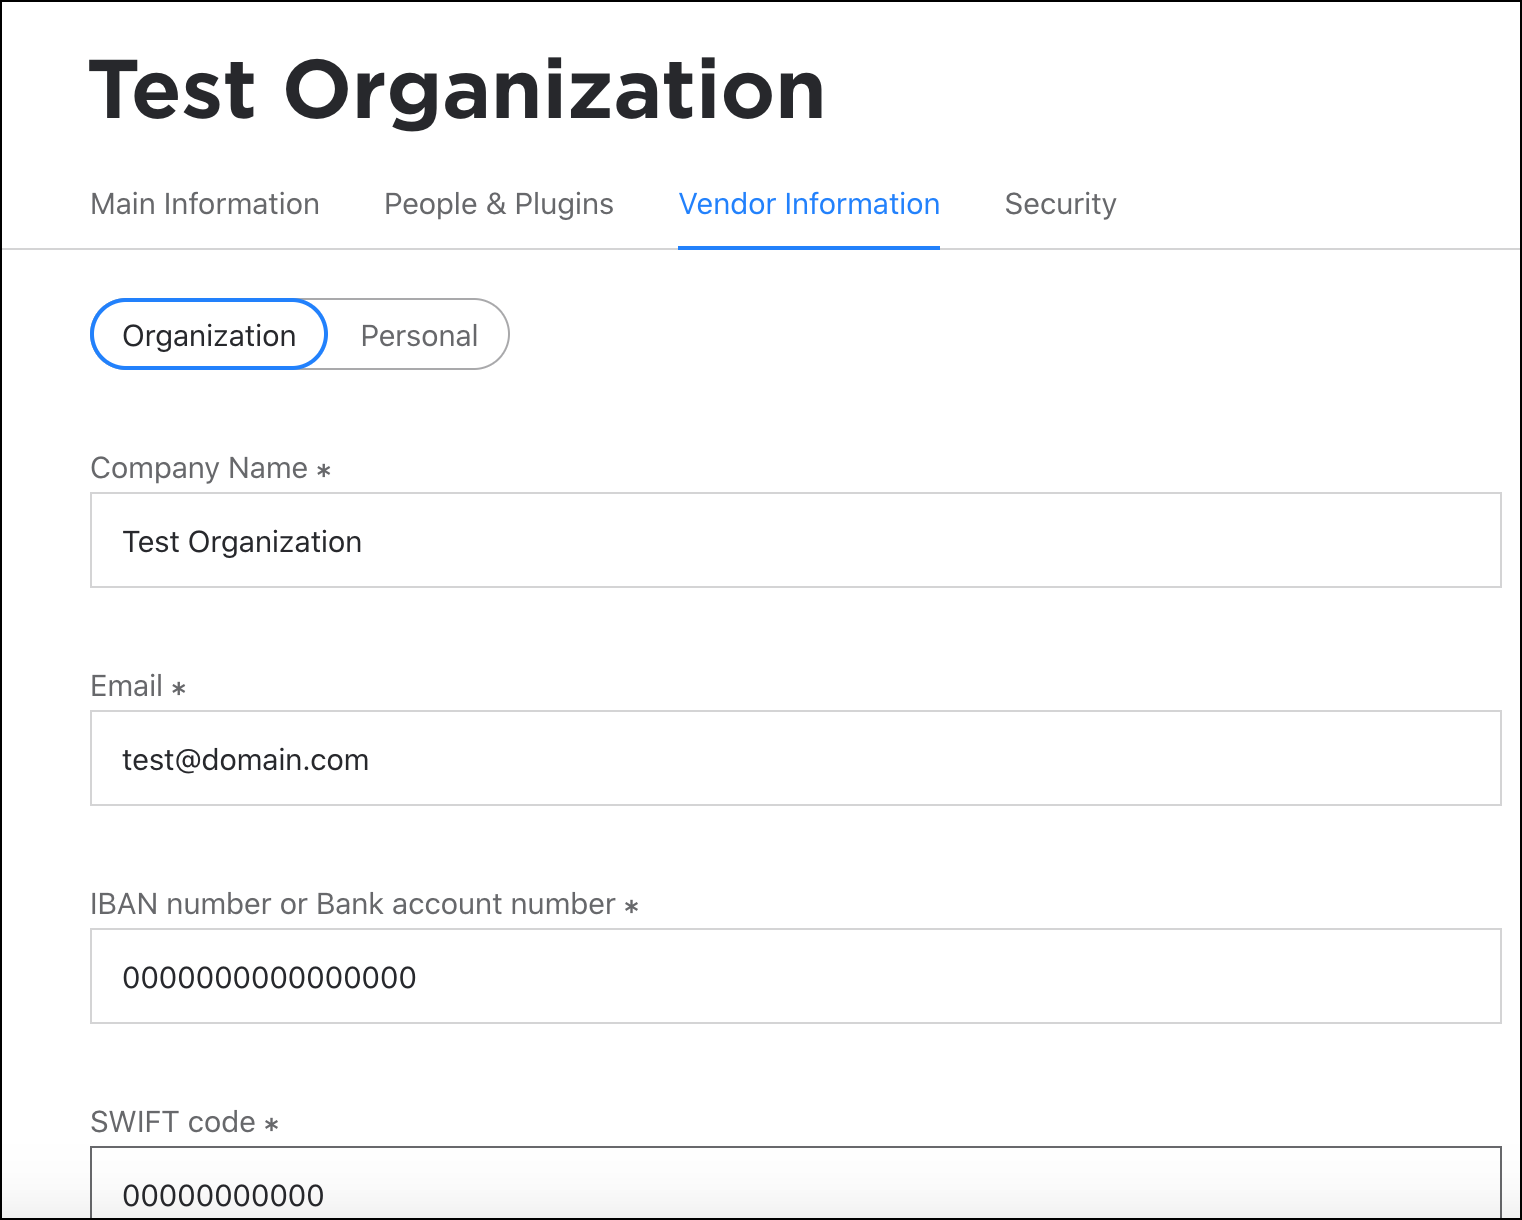 Test Organization
Main Information People & Plugins Vendor Information Security
Organization Personal
Company Name *
Test Organization
Email *
test@domain.com
IBAN number or Bank account number *
0000000000000000
SWIFT code *
00000000000